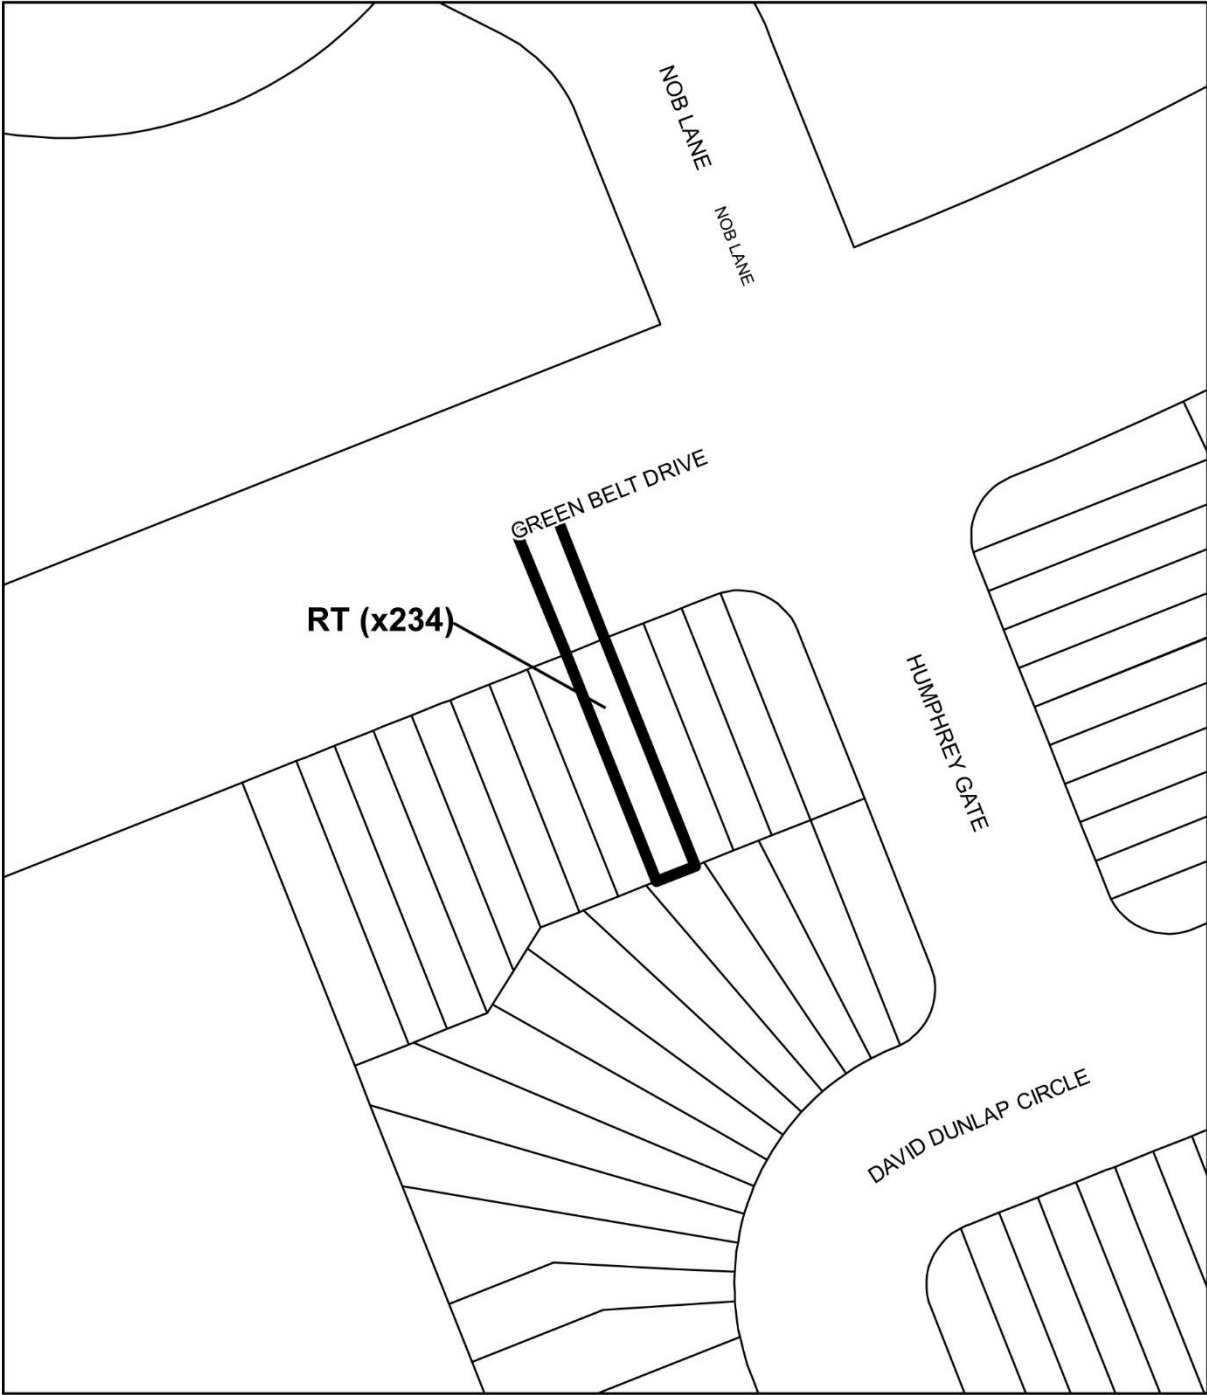 NOB LANE
NOB LANE
GREEN BELT DRIVE
RT (x234)
HUMPHREY GATE
DAVID DUNLAP CIRCLE